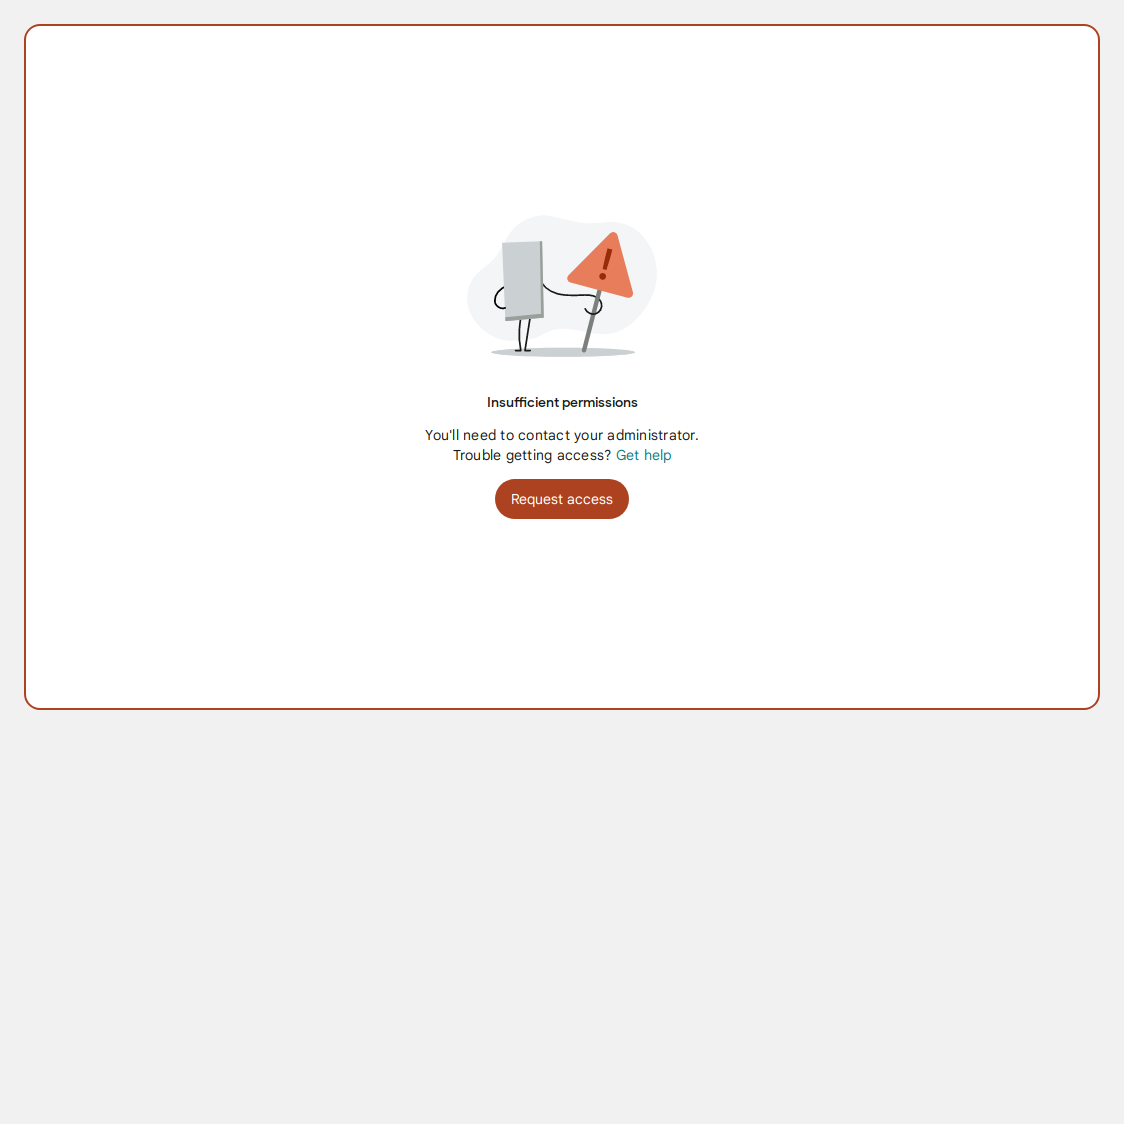 Insufficient permissions
You'll need to contact your administrator.
Trouble getting access? Get help
Request access